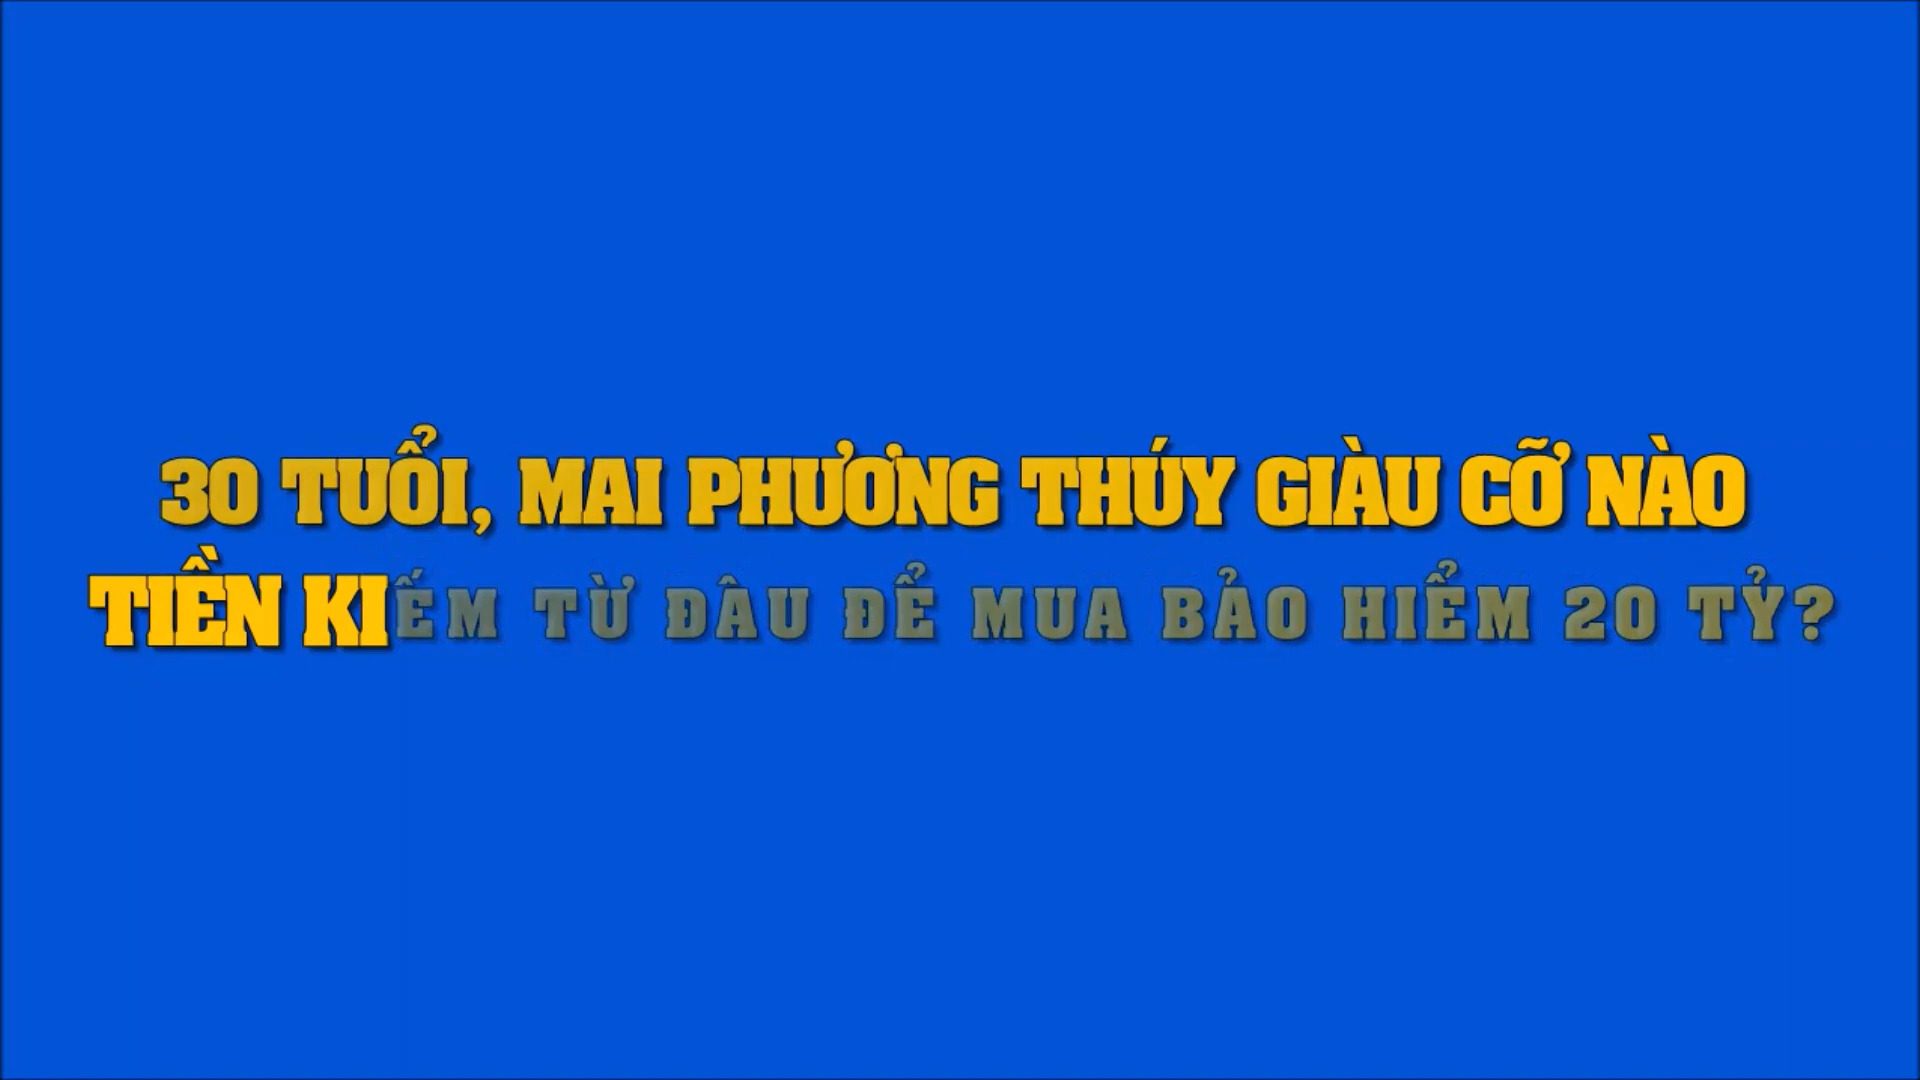 30 TUỔI, MAI PHƯƠNG THÚY GIÀU CỠ NÀO
TIỀN KIẾM TỪ ĐÂU ĐỂ MUA BẢO HIỂM 20 TỶ?